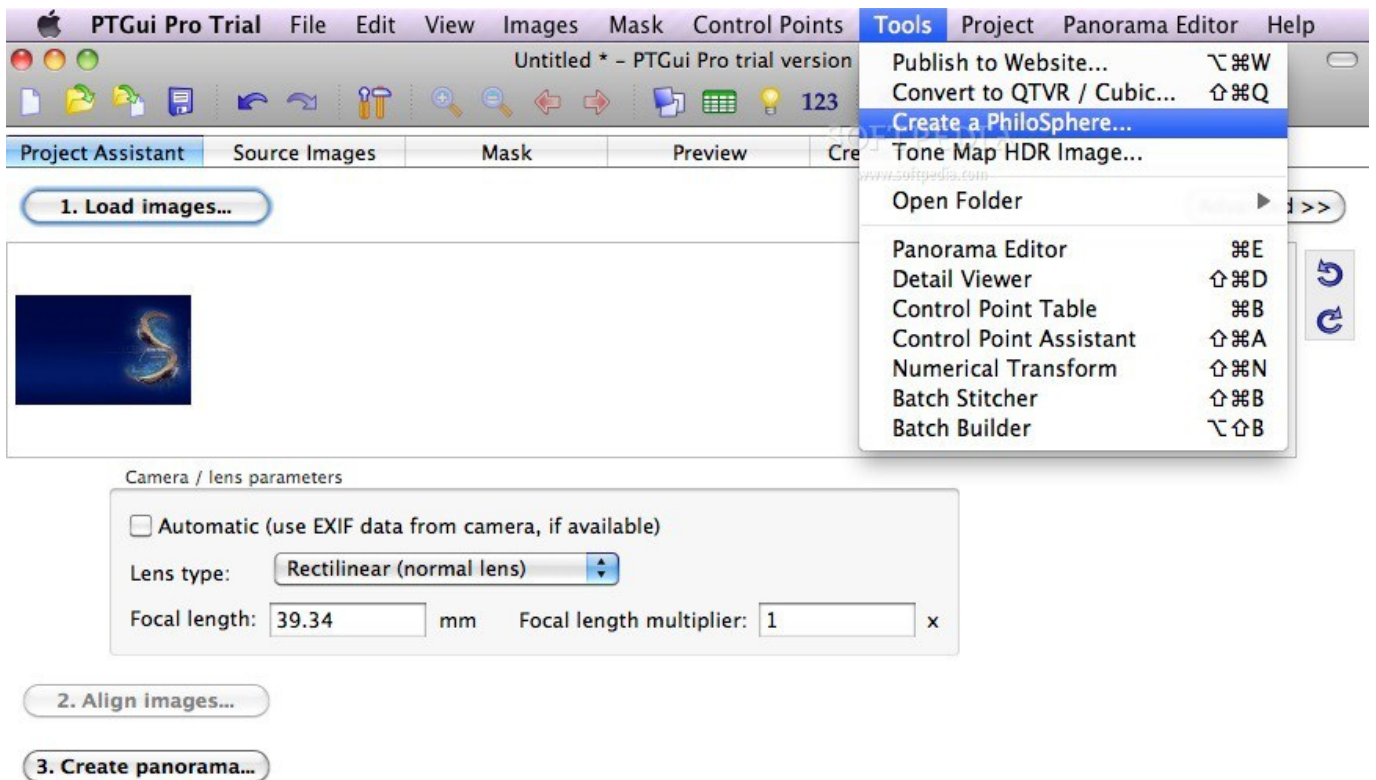 PTGui Pro Trial File Edit View Images Mask Control Points Tools Project Panorama Editor Help
Untitled * - PTGui Pro trial version
Publish to Website... ⌥⌘W
Convert to QTVR / Cubic... ⇧⌘Q
123
Create a PhiloSphere...
SOFTPEDIA
Project Assistant Source Images Mask Preview Cre
Tone Map HDR Image...
www.softpedia.com
1. Load images...
Open Folder
>>
Panorama Editor ⌘E
Detail Viewer ⇧⌘D
Control Point Table ⌘B
Control Point Assistant ⇧⌘A
Numerical Transform ⇧⌘N
Batch Stitcher ⇧⌘B
Batch Builder ⌥⇧B
Camera / lens parameters
Automatic (use EXIF data from camera, if available)
Lens type: Rectilinear (normal lens)
Focal length: 39.34 mm Focal length multiplier: 1 x
2. Align images...
3. Create panorama...